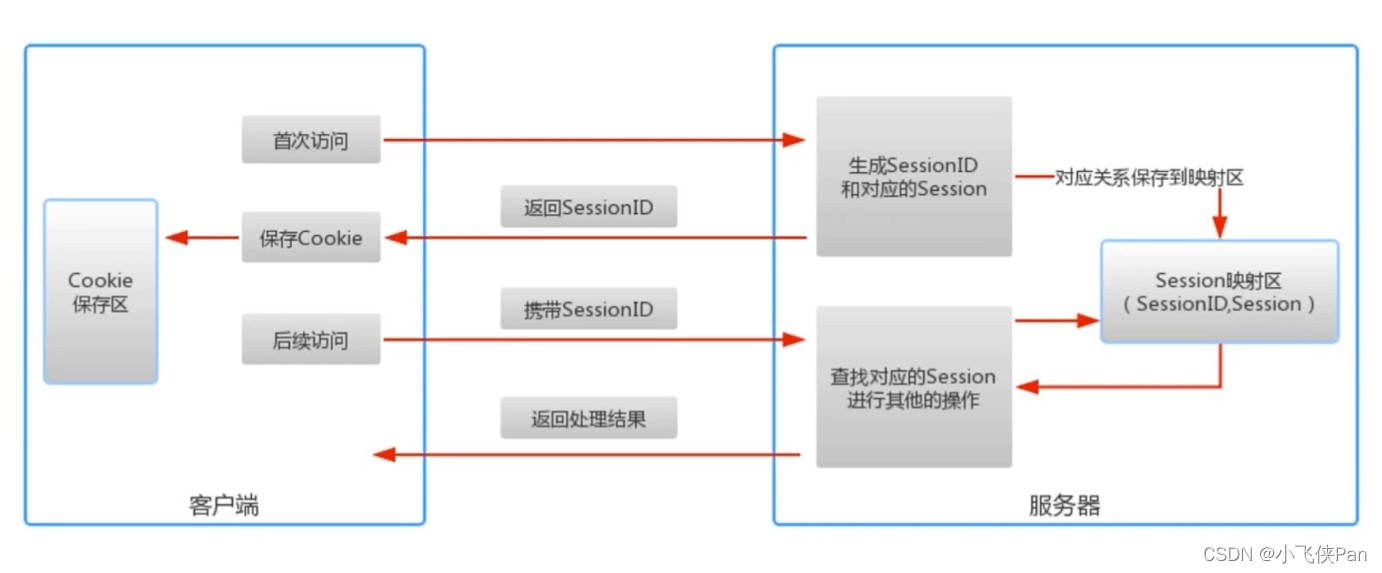 首次访问
生成SessionID
和对应的Session
对应关系保存到映射区
返回SessionID
保存Cookie
Cookie
保存区
Session映射区
（SessionID,Session）
携带SessionID
后续访问
查找对应的Session
进行其他的操作
返回处理结果
客户端
服务器
CSDN @小飞侠Pan